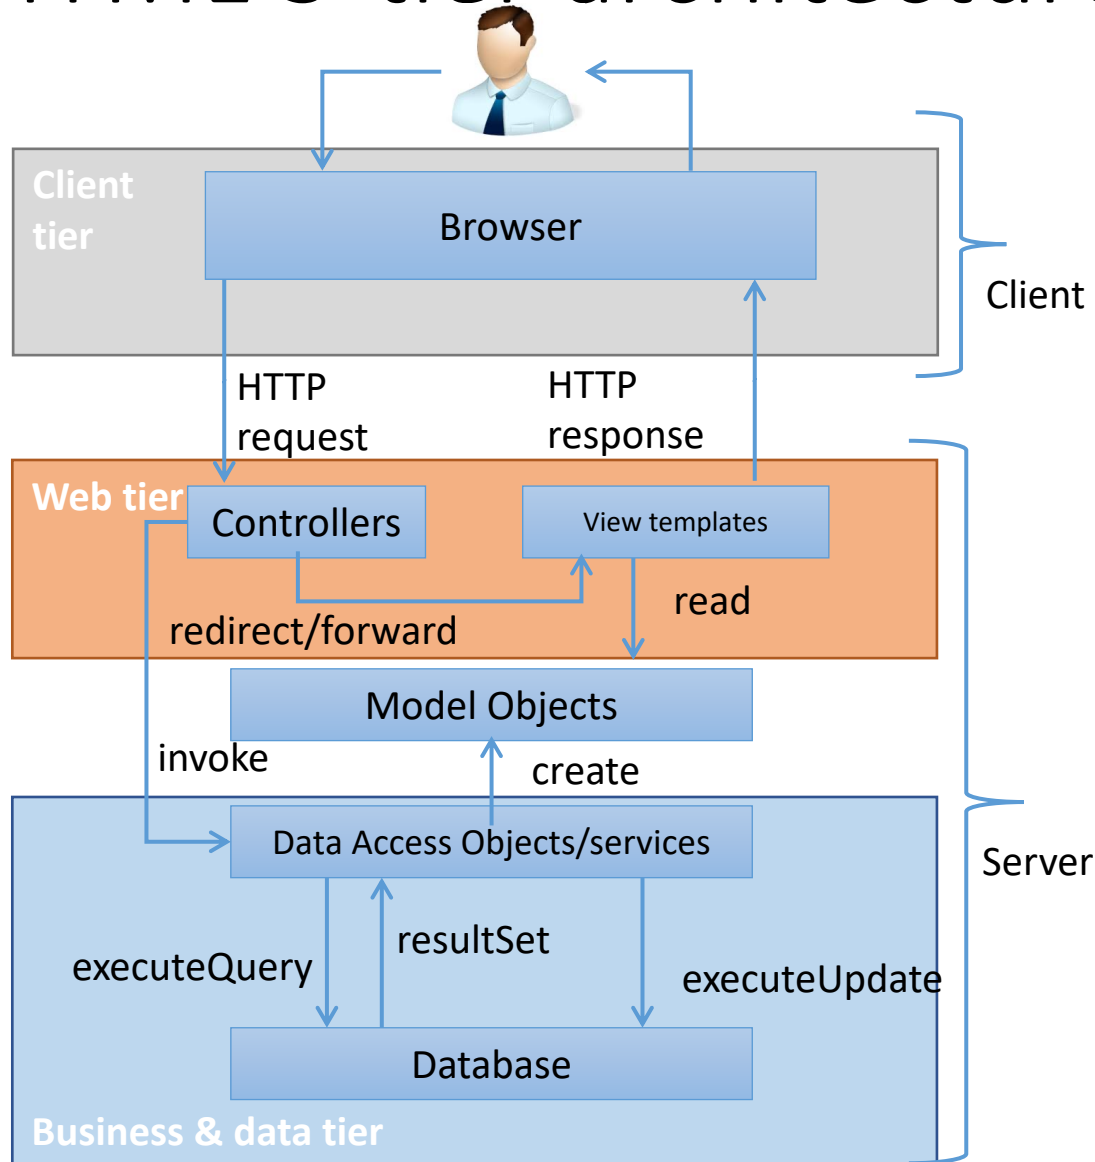 Client
tier
Browser
Client
HTTP
request
HTTP
response
Web tier
Controllers
View templates
redirect/forward
read
Model Objects
invoke
create
Data Access Objects/services
Server
executeQuery
resultSet
executeUpdate
Database
Business & data tier